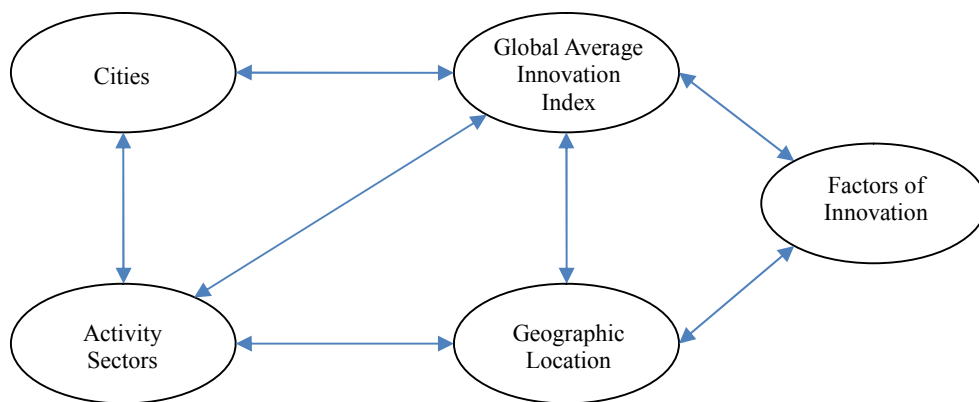 Cities
Global Average
Innovation
Index
Factors of
Innovation
Activity
Sectors
Geographic
Location